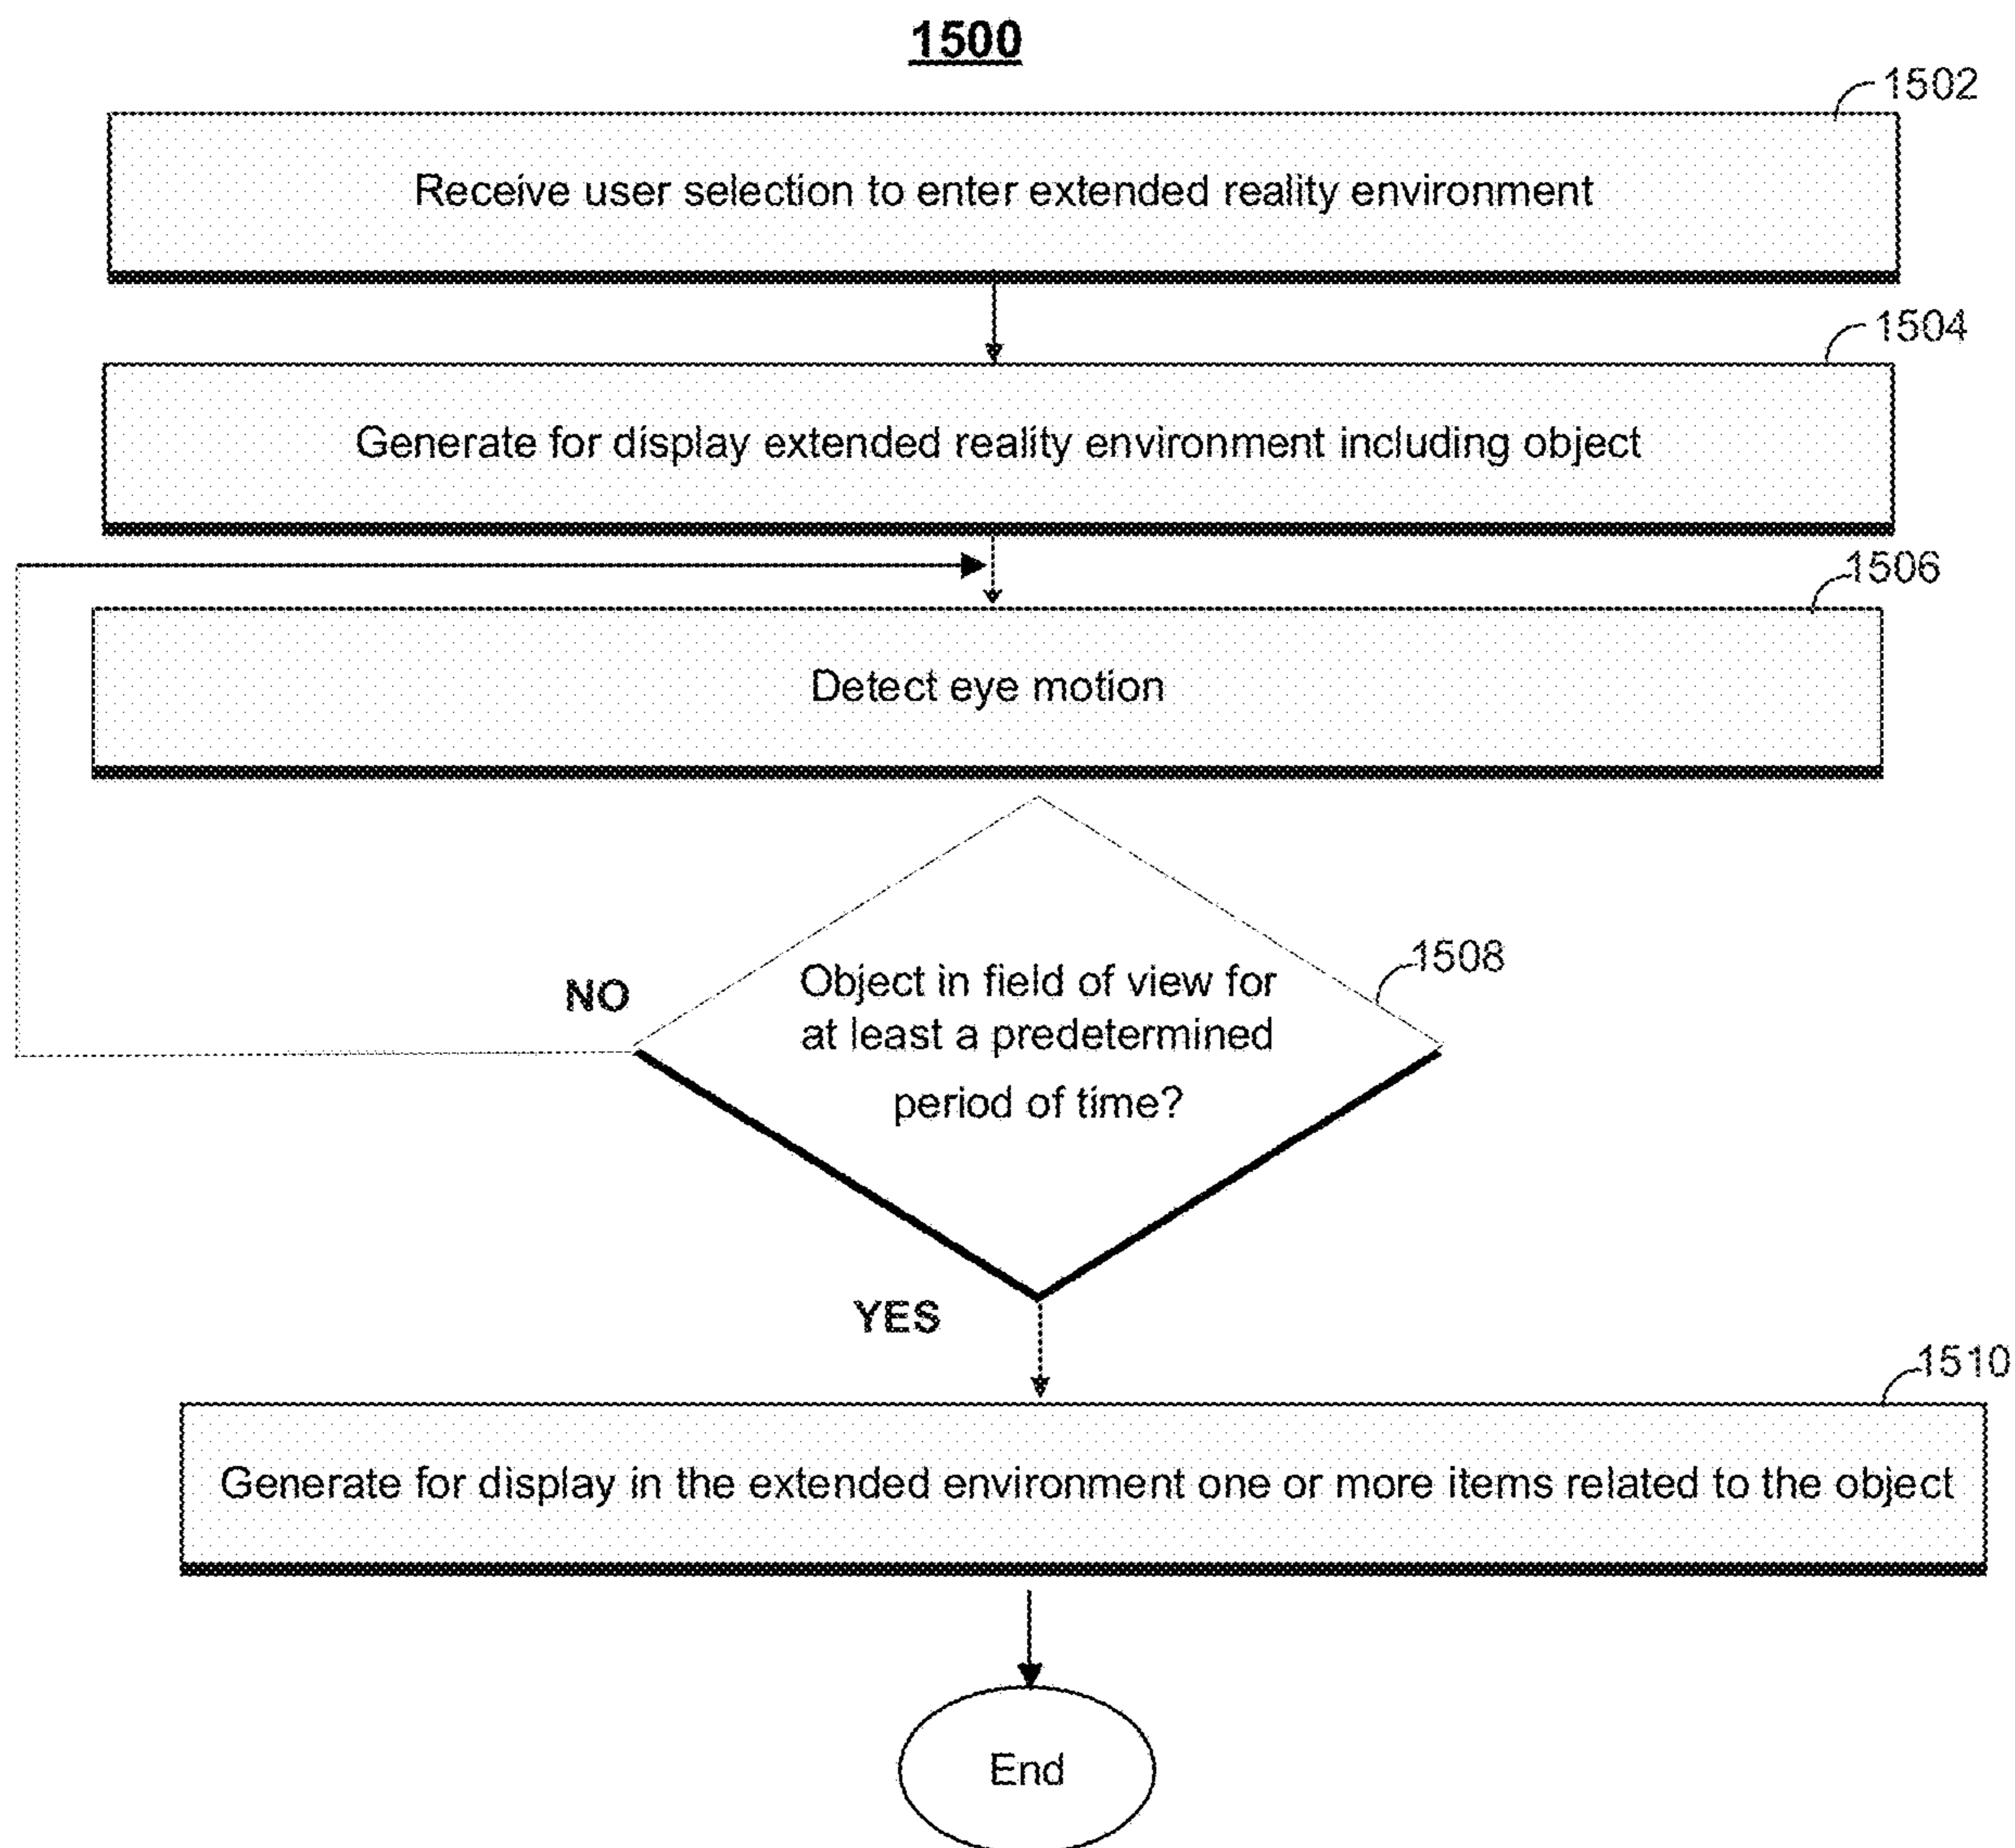 1500
1502
Receive user selection to enter extended reality environment
1504
Generate for display extended reality environment including object
1506
Detect eye motion
1508
NO
Object in field of view for
at least a predetermined
period of time?
YES
1510
Generate for display in the extended environment one or more items related to the object
End